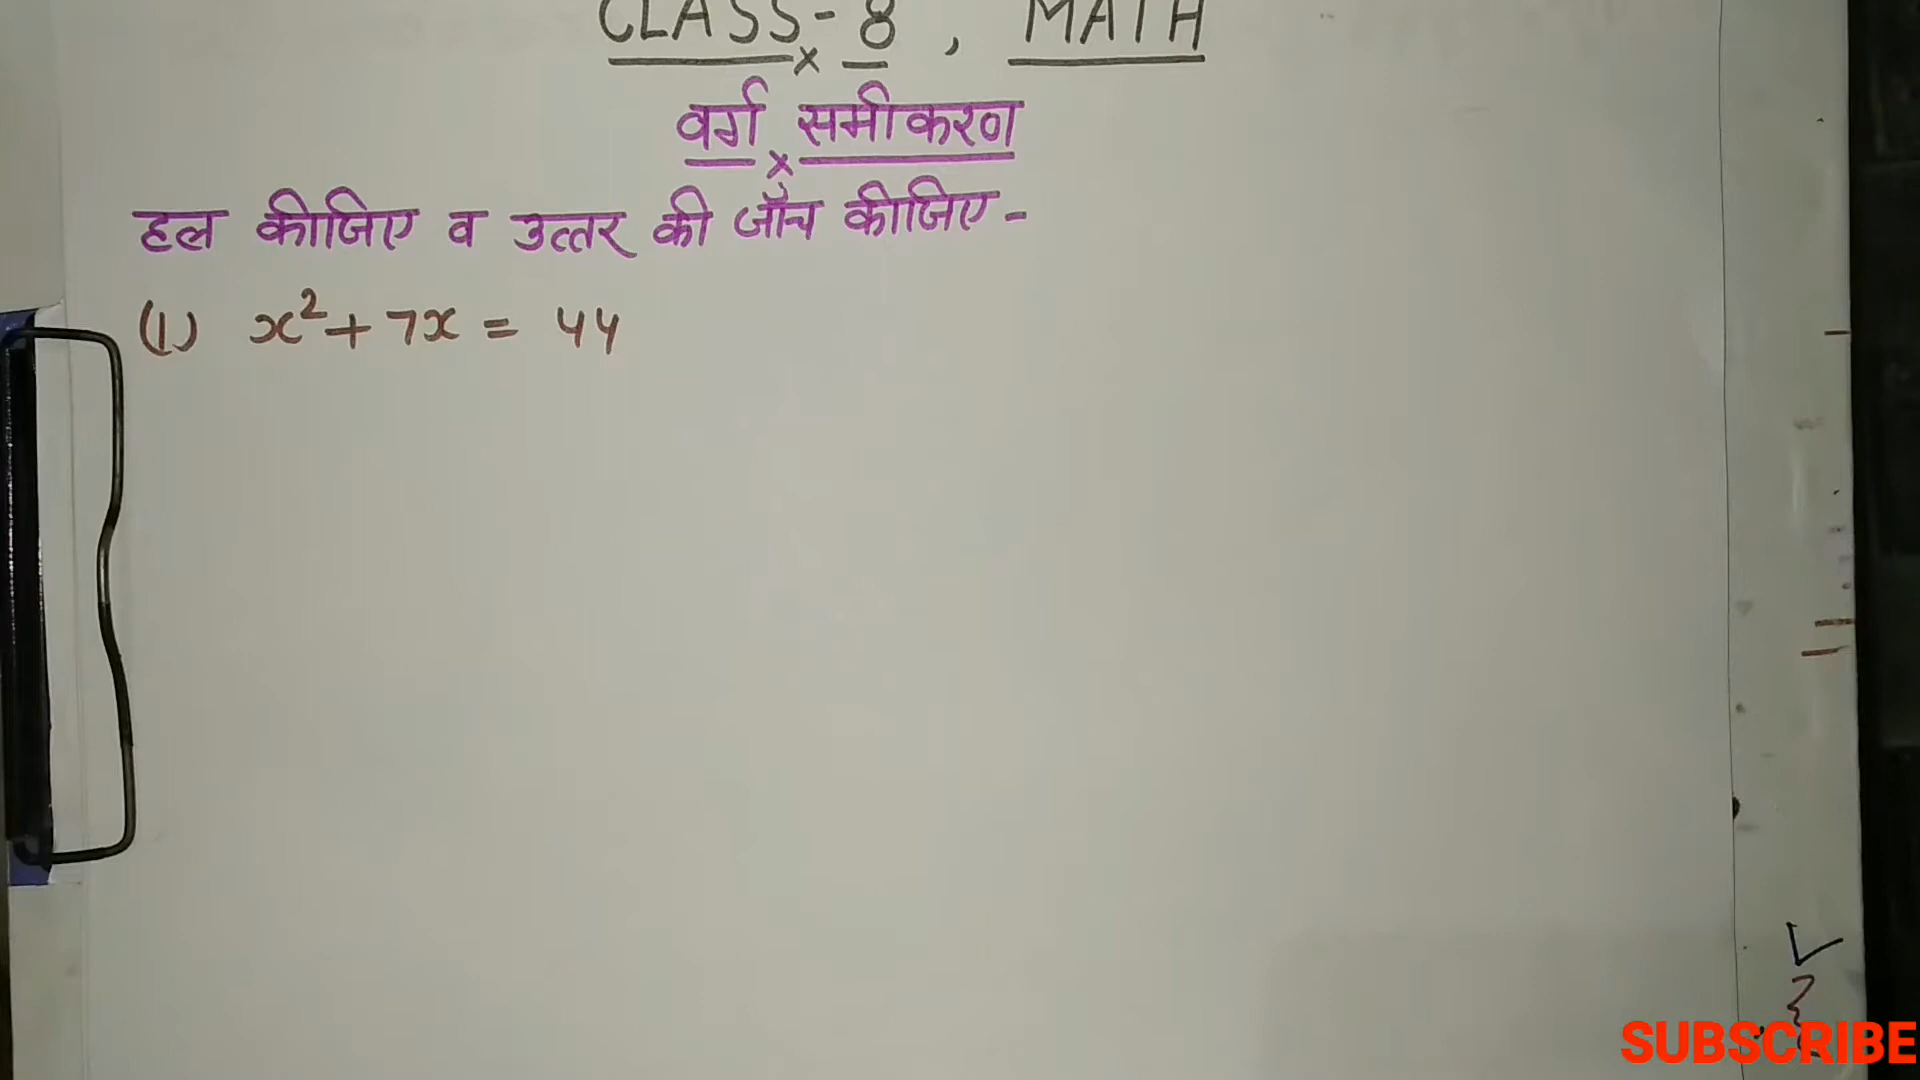 CLASS - 8 , MATH
वर्ग समीकरण
हल कीजिए व उत्तर की जाँच कीजिए -
(1) x² + 7x = 44
SUBSCRIBE